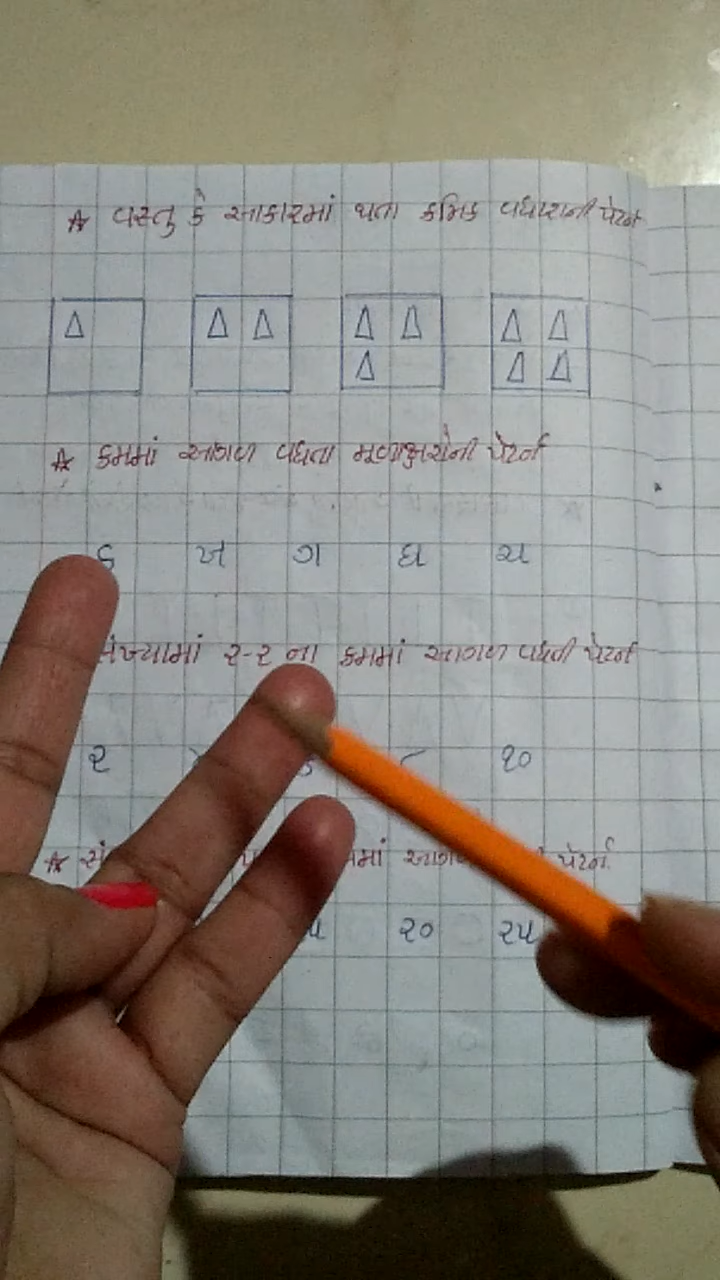 ☆ વસ્તુ કે આકારમાં થતા ક્રમિક વધારાની પેટર્ન
☆ ક્રમમાં આગળ વધતા મૂળાક્ષરોની પેટર્ન
ક ખ ગ ઘ ચ
સંખ્યામાં ૨-૨ ના ક્રમમાં આગળ વધતી પેટર્ન
૨ ૮ ૧૦
☆ આગળ પેટર્ન
૨૦ ૨૫